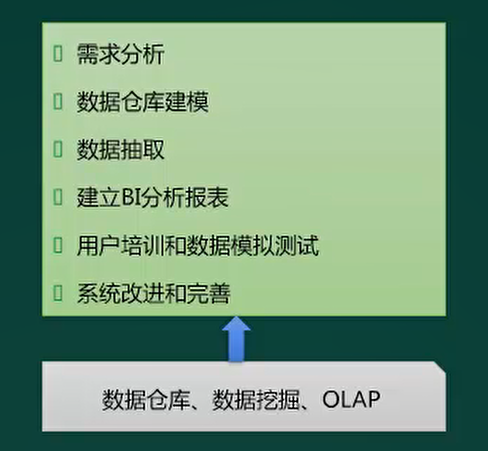 需求分析
数据仓库建模
数据抽取
建立BI分析报表
用户培训和数据模拟测试
系统改进和完善
数据仓库、数据挖掘、OLAP